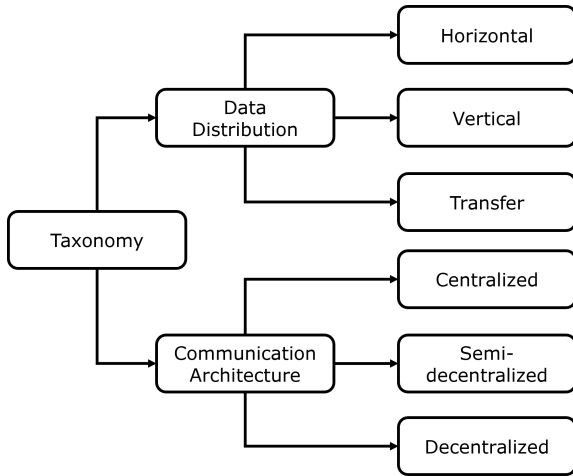 Horizontal
Data
Distribution
Vertical
Transfer
Taxonomy
Centralized
Communication
Architecture
Semi-
decentralized
Decentralized